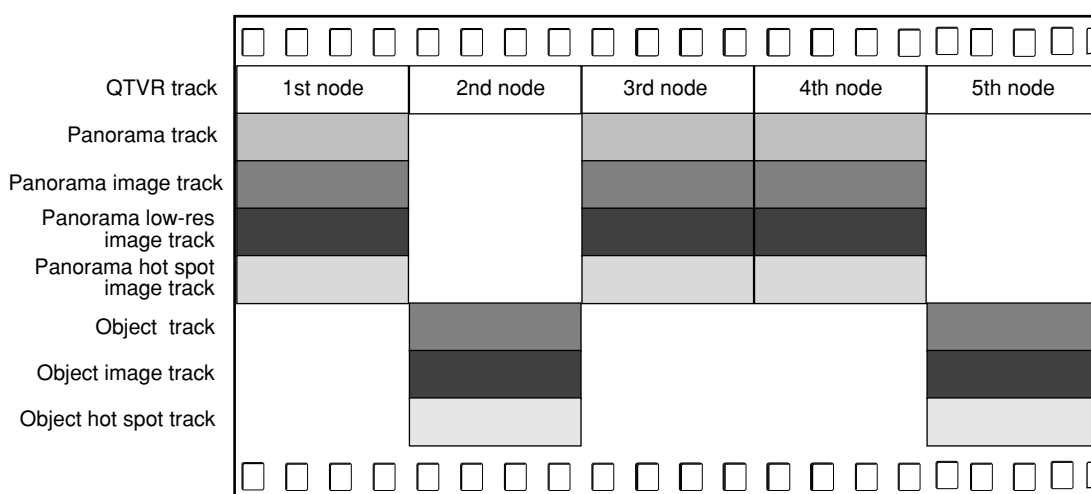 QTVR track
1st node
2nd node
3rd node
4th node
5th node
Panorama track
Panorama image track
Panorama low-res
image track
Panorama hot spot
image track
Object track
Object image track
Object hot spot track